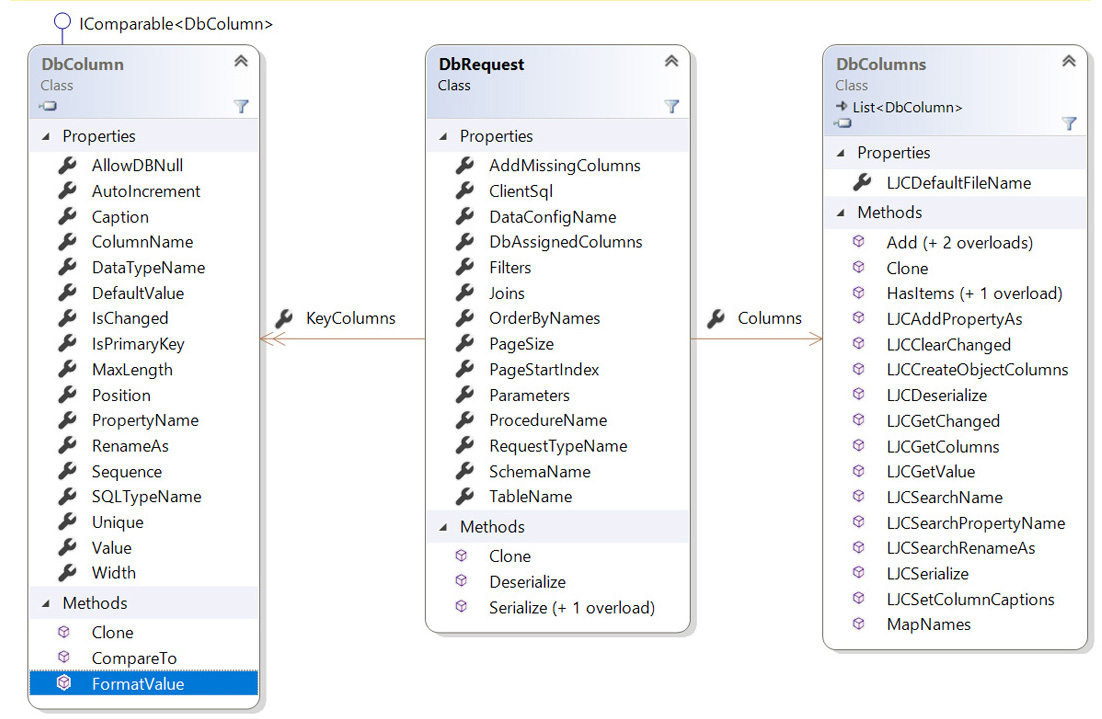 IComparable<DbColumn>
DbColumn
Class
Properties
AllowDBNull
AutoIncrement
Caption
ColumnName
DataTypeName
DefaultValue
IsChanged
IsPrimaryKey
MaxLength
Position
PropertyName
RenameAs
Sequence
SQLTypeName
Unique
Value
Width
Methods
Clone
CompareTo
FormatValue
KeyColumns
DbRequest
Class
Properties
AddMissingColumns
ClientSql
DataConfigName
DbAssignedColumns
Filters
Joins
OrderByNames
PageSize
PageStartIndex
Parameters
ProcedureName
RequestTypeName
SchemaName
TableName
Methods
Clone
Deserialize
Serialize (+ 1 overload)
Columns
DbColumns
Class
List<DbColumn>
Properties
LJCDefaultFileName
Methods
Add (+ 2 overloads)
Clone
HasItems (+ 1 overload)
LJCAddPropertyAs
LJCClearChanged
LJCCreateObjectColumns
LJCDeserialize
LJCGetChanged
LJCGetColumns
LJCGetValue
LJCSearchName
LJCSearchPropertyName
LJCSearchRenameAs
LJCSerialize
LJCSetColumnCaptions
MapNames